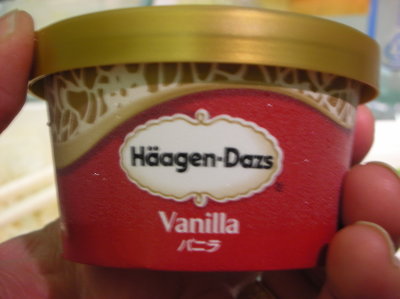 Häagen-Dazs
Vanilla
バニラ